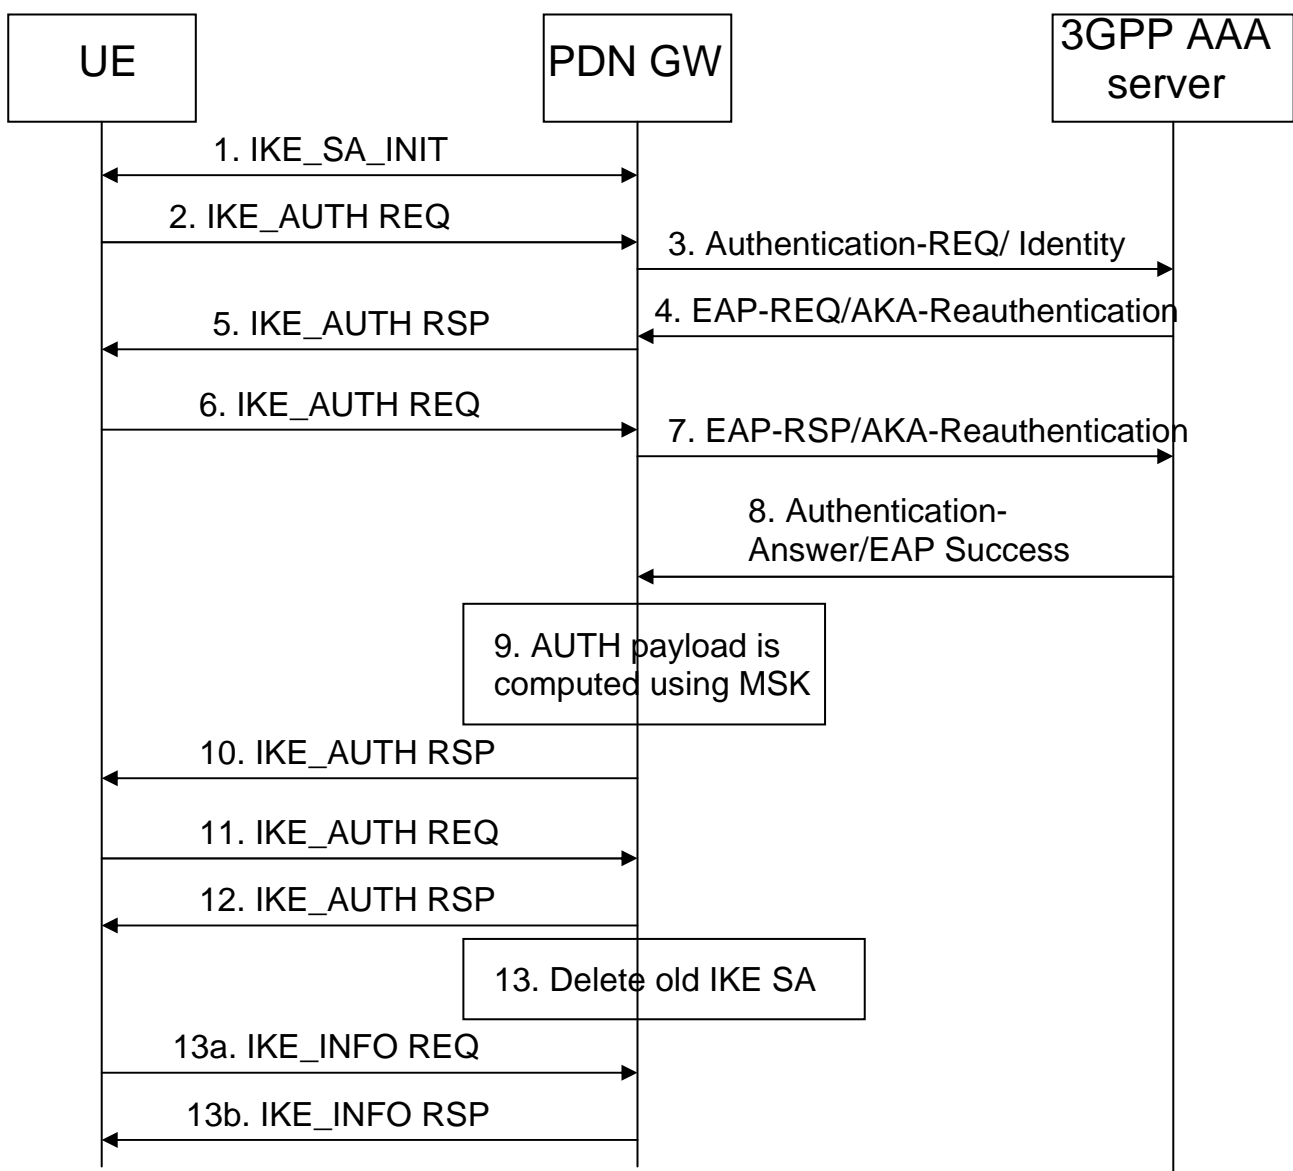 UE
PDN GW
3GPP AAA
server
1. IKE_SA_INIT
2. IKE_AUTH REQ
3. Authentication-REQ/ Identity
4. EAP-REQ/AKA-Reauthentication
5. IKE_AUTH RSP
6. IKE_AUTH REQ
7. EAP-RSP/AKA-Reauthentication
8. Authentication-
Answer/EAP Success
9. AUTH payload is
computed using MSK
10. IKE_AUTH RSP
11. IKE_AUTH REQ
12. IKE_AUTH RSP
13. Delete old IKE SA
13a. IKE_INFO REQ
13b. IKE_INFO RSP